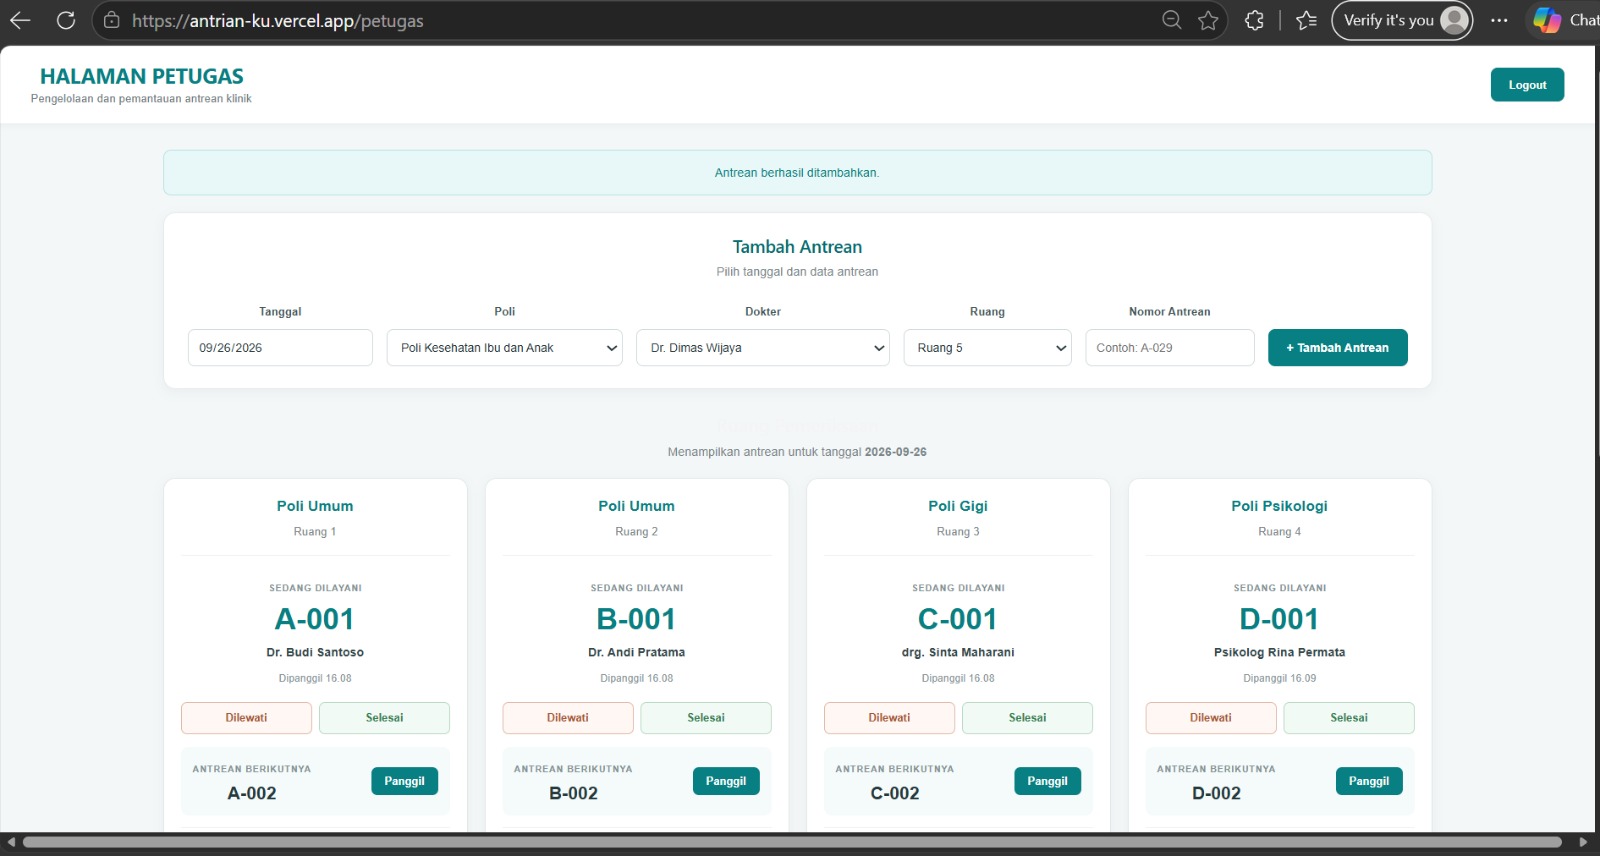 https://antrian-ku.vercel.app/petugas
Verify it's you
Chat
HALAMAN PETUGAS
Pengelolaan dan pemantauan antrean klinik
Logout
Antrean berhasil ditambahkan.
Tambah Antrean
Pilih tanggal dan data antrean
Tanggal Poli Dokter Ruang Nomor Antrean
09/26/2026 Poli Kesehatan Ibu dan Anak Dr. Dimas Wijaya Ruang 5 Contoh: A-029 + Tambah Antrean
Menampilkan antrean untuk tanggal 2026-09-26
Poli Umum
Ruang 1
SEDANG DILAYANI
A-001
Dr. Budi Santoso
Dipanggil 16.08
Dilewati Selesai
ANTREAN BERIKUTNYA
A-002
Panggil
Poli Umum
Ruang 2
SEDANG DILAYANI
B-001
Dr. Andi Pratama
Dipanggil 16.08
Dilewati Selesai
ANTREAN BERIKUTNYA
B-002
Panggil
Poli Gigi
Ruang 3
SEDANG DILAYANI
C-001
drg. Sinta Maharani
Dipanggil 16.08
Dilewati Selesai
ANTREAN BERIKUTNYA
C-002
Panggil
Poli Psikologi
Ruang 4
SEDANG DILAYANI
D-001
Psikolog Rina Permata
Dipanggil 16.09
Dilewati Selesai
ANTREAN BERIKUTNYA
D-002
Panggil